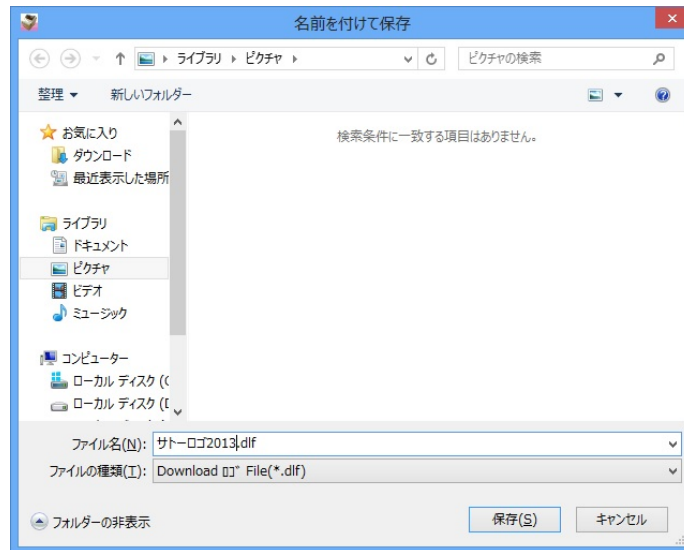 名前を付けて保存
ライブラリ ピクチャ ピクチャの検索
整理 新しいフォルダー
検索条件に一致する項目はありません。
お気に入り
ダウンロード
最近表示した場所
ライブラリ
ドキュメント
ピクチャ
ビデオ
ミュージック
コンピューター
ローカル ディスク (C
ローカル ディスク (D
ファイル名(N): サトーロゴ2013.dlf
ファイルの種類(T): Download ﾛｺﾞ File(*.dlf)
フォルダーの非表示 保存(S) キャンセル